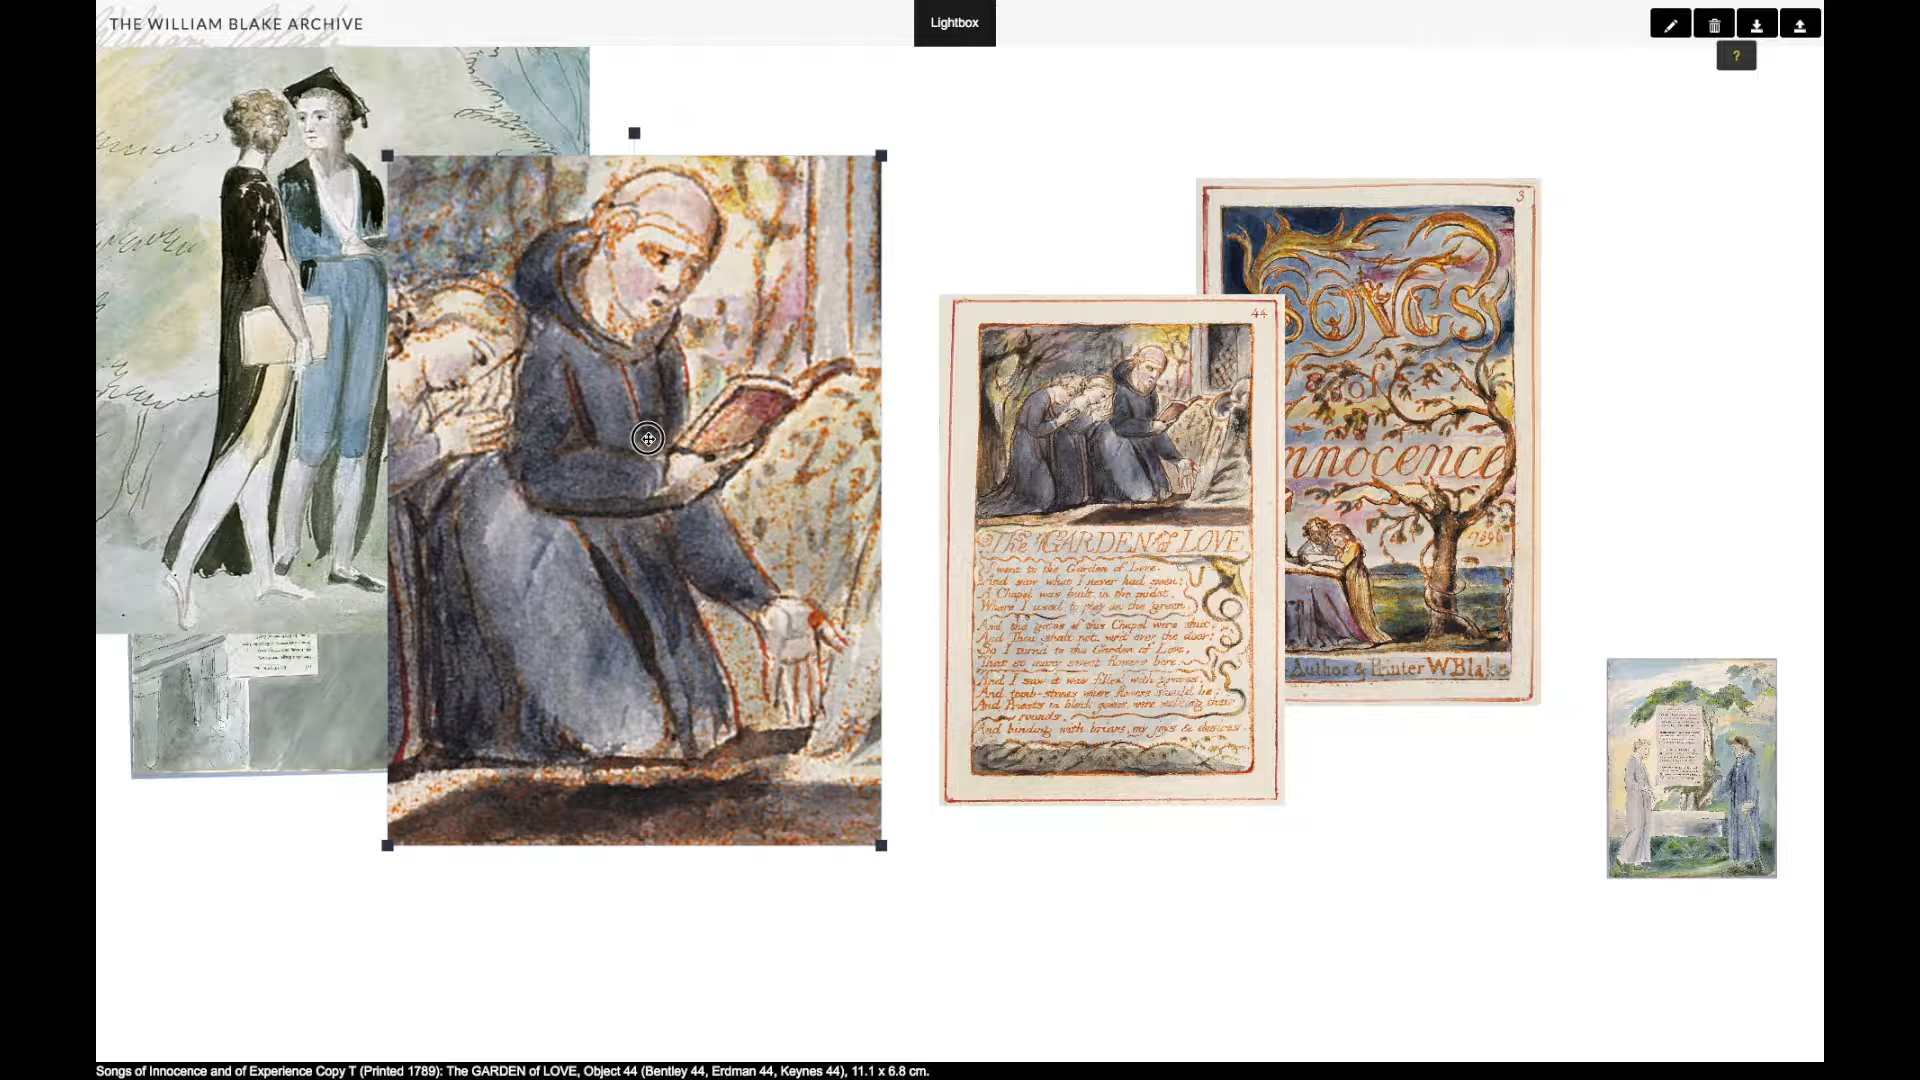 THE WILLIAM BLAKE ARCHIVE
Lightbox
?
3
SONGS
of
nnocence
Author & Printer W Blake
44
The GARDEN of LOVE
I went to the Garden of Love.
And saw what I never had seen:
A Chapel was built in the midst,
Where I used to play on the green.
And the gates of this Chapel were shut,
And Thou shalt not. writ over the door;
So I turn'd to the Garden of Love,
That so many sweet flowers bore.
And I saw it was filled with graves,
And tomb-stones where flowers should be;
And Priests in black gowns, were walking their
rounds,
And binding with briars, my joys & desires.
Songs of Innocence and of Experience Copy T (Printed 1789): The GARDEN of LOVE, Object 44 (Bentley 44, Erdman 44, Keynes 44), 11.1 x 6.8 cm.